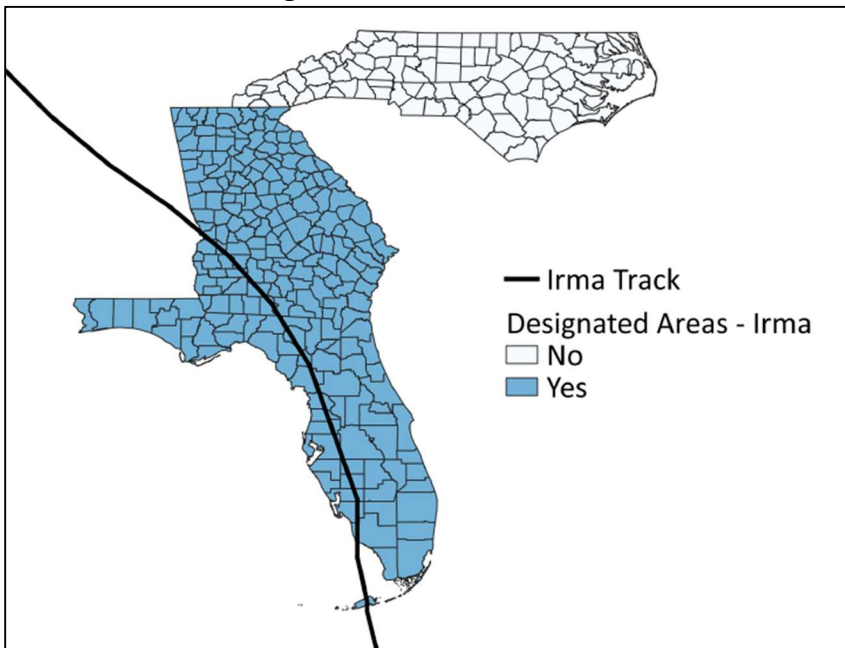 Irma Track
Designated Areas - Irma
No
Yes